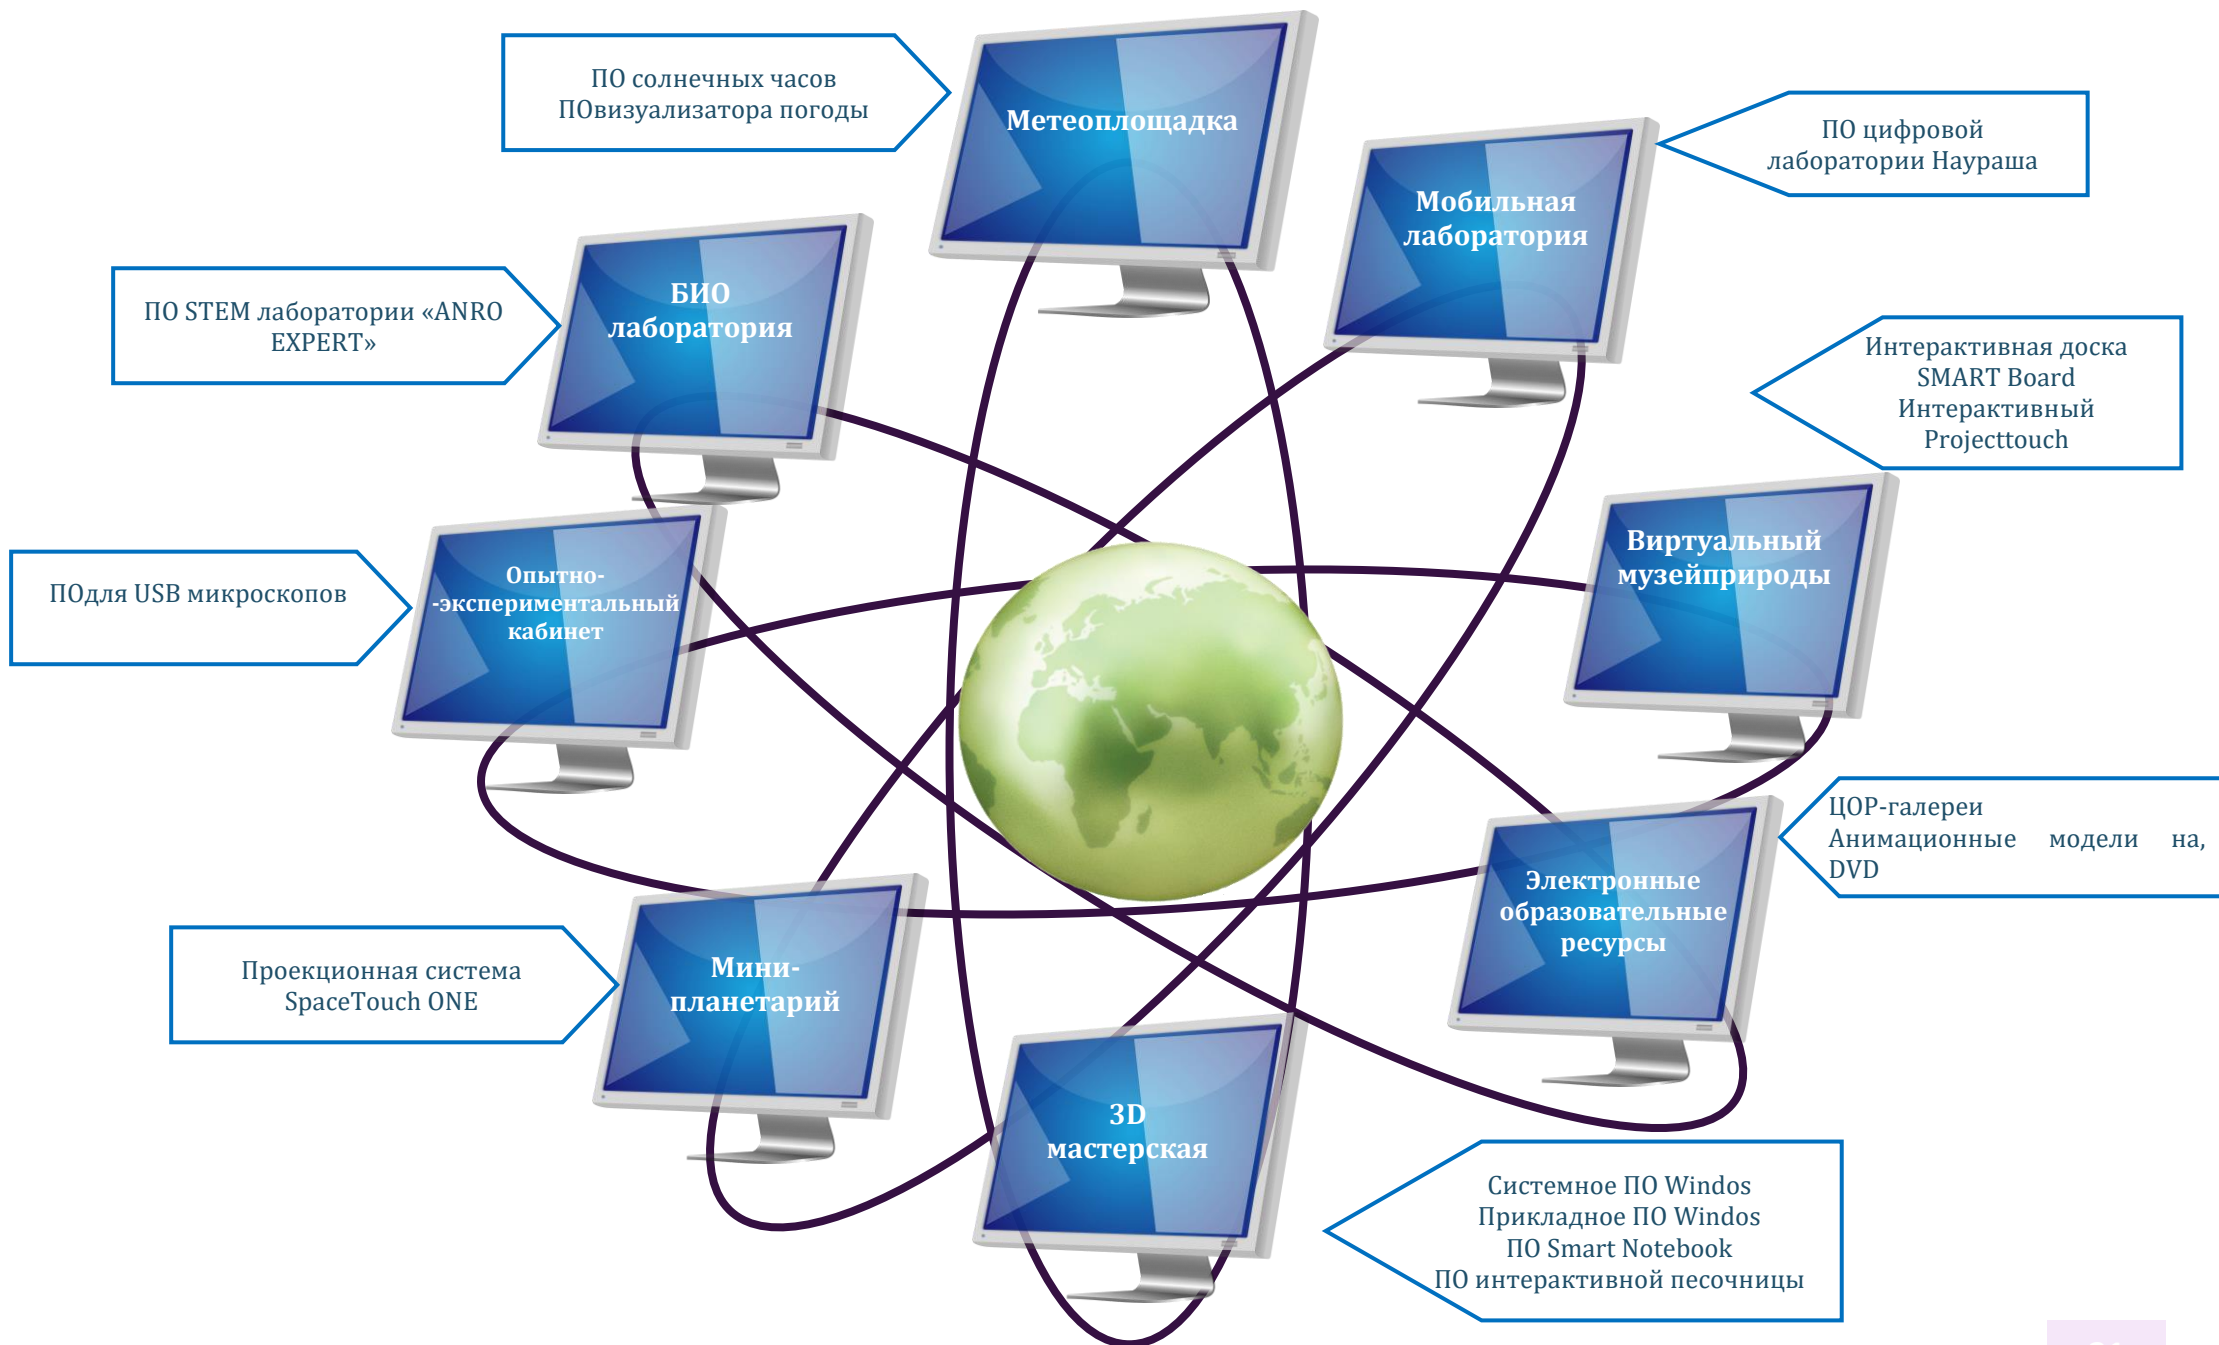 ПО солнечных часов
ПОвизуализатора погоды
Метеоплощадка
ПО цифровой
лаборатории Наураша
Мобильная
лаборатория
БИО
лаборатория
ПО STEM лаборатории «ANRO
EXPERT»
Интерактивная доска
SMART Board
Интерактивный
Projecttouch
Виртуальный
музейприроды
Опытно-
-экспериментальный
кабинет
ПОдля USB микроскопов
ЦОР-галереи
Анимационные модели на,
DVD
Электронные
образовательные
ресурсы
Проекционная система
SpaceTouch ONE
Мини-
планетарий
3D
мастерская
Системное ПО Windos
Прикладное ПО Windos
ПО Smart Notebook
ПО интерактивной песочницы